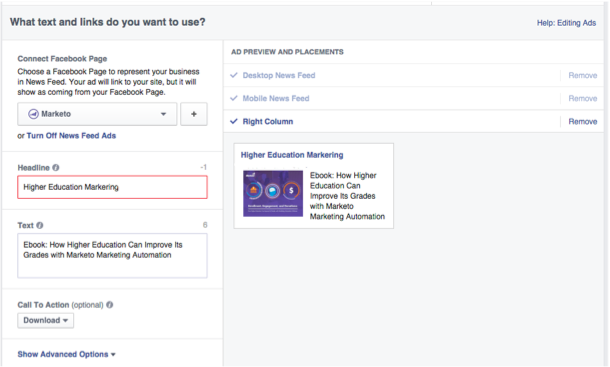 What text and links do you want to use?
Help: Editing Ads
Connect Facebook Page
Choose a Facebook Page to represent your business
in News Feed. Your ad will link to your site, but it will
show as coming from your Facebook Page.
Marketo
+
or Turn Off News Feed Ads
Headline
-1
Higher Education Markering
Text
6
Ebook: How Higher Education Can Improve Its
Grades with Marketo Marketing Automation
Call To Action (optional)
Download
Show Advanced Options
AD PREVIEW AND PLACEMENTS
Desktop News Feed
Remove
Mobile News Feed
Remove
Right Column
Remove
Higher Education Marketing
Ebook: How Higher
Education Can
Improve Its Grades
with Marketo
Marketing Automation
$